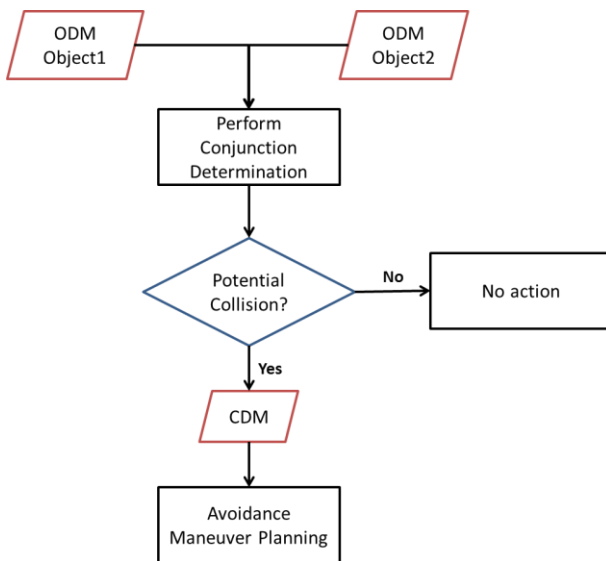 ODM
Object1
ODM
Object2
Perform
Conjunction
Determination
Potential
Collision?
No
No action
Yes
CDM
Avoidance
Maneuver Planning